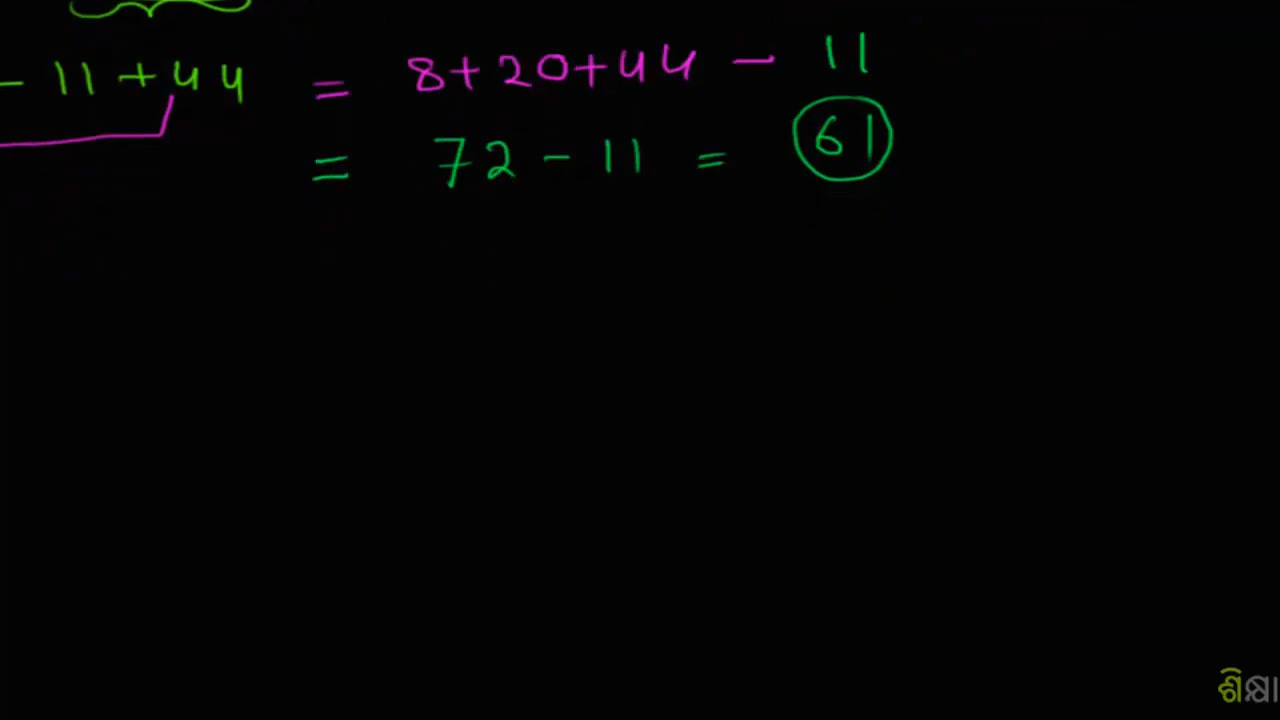 - 11 + 44 = 8 + 20 + 44 - 11
= 72 - 11 = 61
ଶିକ୍ଷା